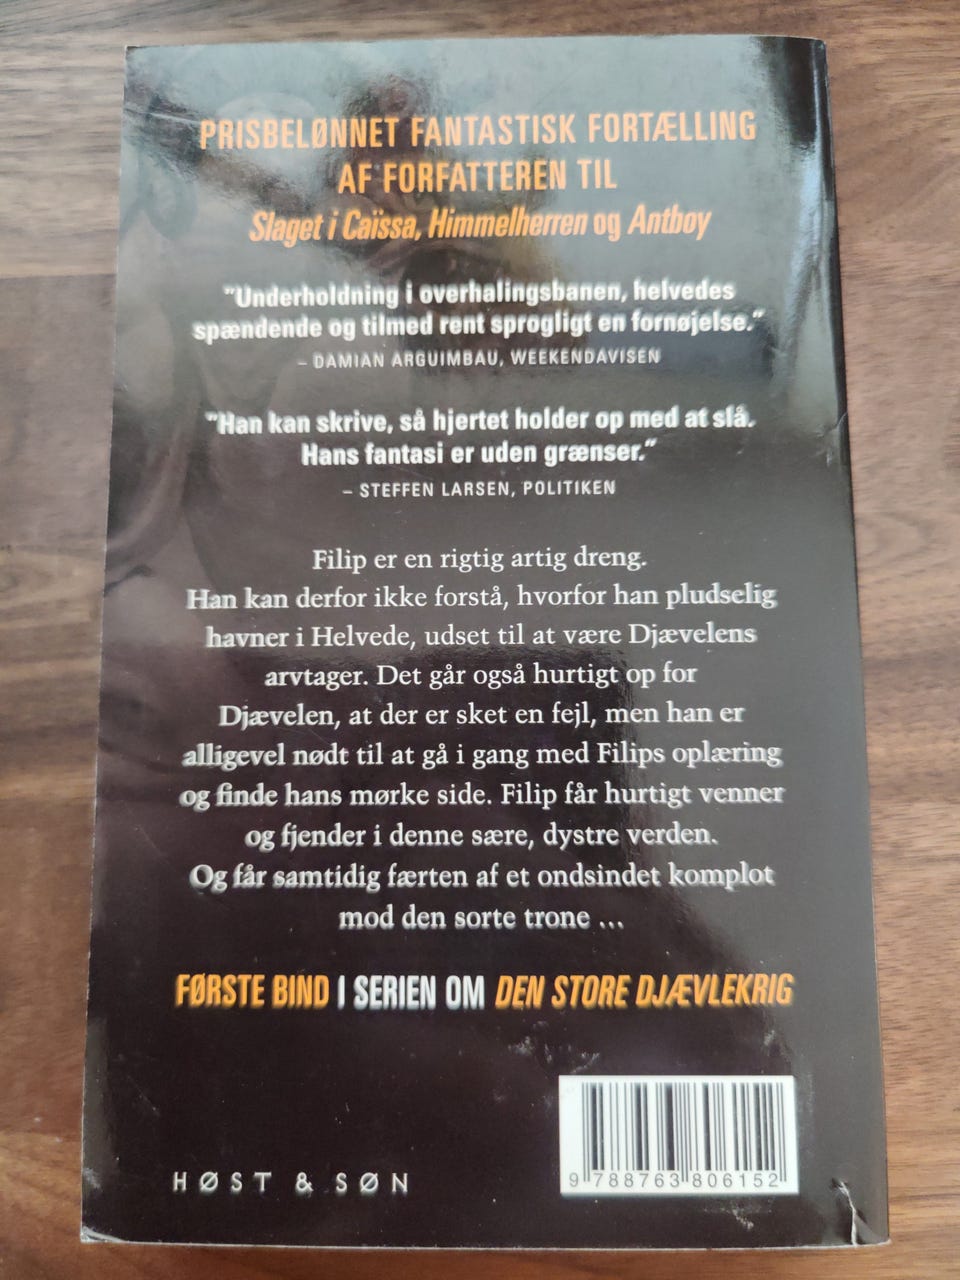 PRISBELØNNET FANTASTISK FORTÆLLING
AF FORFATTEREN TIL
Slaget i Caïssa, Himmelherren og Antboy
"Underholdning i overhalingsbanen, helvedes
spændende og tilmed rent sprogligt en fornøjelse."
– DAMIAN ARGUIMBAU, WEEKENDAVISEN
"Han kan skrive, så hjertet holder op med at slå.
Hans fantasi er uden grænser."
– STEFFEN LARSEN, POLITIKEN
Filip er en rigtig artig dreng.
Han kan derfor ikke forstå, hvorfor han pludselig
havner i Helvede, udset til at være Djævelens
arvtager. Det går også hurtigt op for
Djævelen, at der er sket en fejl, men han er
alligevel nødt til at gå i gang med Filips oplæring
og finde hans mørke side. Filip får hurtigt venner
og fjender i denne sære, dystre verden.
Og får samtidig færten af et ondsindet komplot
mod den sorte trone ...
FØRSTE BIND I SERIEN OM DEN STORE DJÆVLEKRIG
HØST & SØN
9 788763 806152